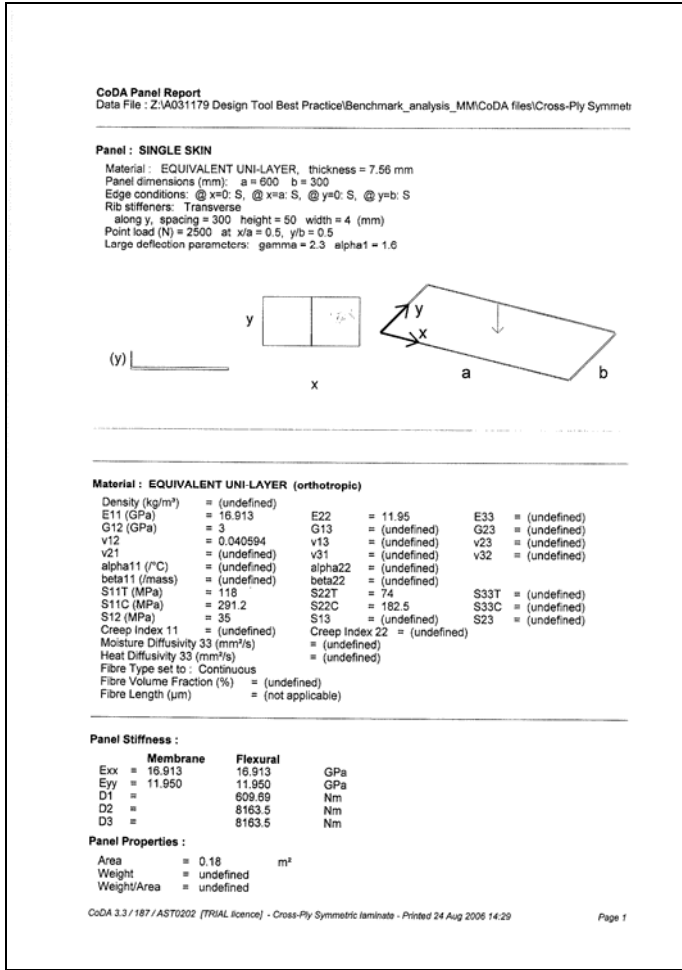 CoDA Panel Report
Data File : Z:\A031179 Design Tool Best Practice\Benchmark_analysis_MM\CoDA files\Cross-Ply Symmetr
Panel : SINGLE SKIN
Material : EQUIVALENT UNI-LAYER, thickness = 7.56 mm
Panel dimensions (mm): a = 600 b = 300
Edge conditions: @ x=0: S, @ x=a: S, @ y=0: S, @ y=b: S
Rib stiffeners: Transverse
along y, spacing = 300 height = 50 width = 4 (mm)
Point load (N) = 2500 at x/a = 0.5, y/b = 0.5
Large deflection parameters: gamma = 2.3 alpha1 = 1.6
(y)
y
x
y
x
a
b
Material : EQUIVALENT UNI-LAYER (orthotropic)
Density (kg/m³) = (undefined)
E11 (GPa) = 16.913 E22 = 11.95 E33 = (undefined)
G12 (GPa) = 3 G13 = (undefined) G23 = (undefined)
v12 = 0.040594 v13 = (undefined) v23 = (undefined)
v21 = (undefined) v31 = (undefined) v32 = (undefined)
alpha11 (/°C) = (undefined) alpha22 = (undefined)
beta11 (/mass) = (undefined) beta22 = (undefined)
S11T (MPa) = 118 S22T = 74 S33T = (undefined)
S11C (MPa) = 291.2 S22C = 182.5 S33C = (undefined)
S12 (MPa) = 35 S13 = (undefined) S23 = (undefined)
Creep Index 11 = (undefined) Creep Index 22 = (undefined)
Moisture Diffusivity 33 (mm²/s) = (undefined)
Heat Diffusivity 33 (mm²/s) = (undefined)
Fibre Type set to : Continuous
Fibre Volume Fraction (%) = (undefined)
Fibre Length (µm) = (not applicable)
Panel Stiffness :
Membrane Flexural
Exx = 16.913 16.913 GPa
Eyy = 11.950 11.950 GPa
D1 = 609.69 Nm
D2 = 8163.5 Nm
D3 = 8163.5 Nm
Panel Properties :
Area = 0.18 m²
Weight = undefined
Weight/Area = undefined
CoDA 3.3 / 187 / AST0202 [TRIAL licence] - Cross-Ply Symmetric laminate - Printed 24 Aug 2006 14:29 Page 1